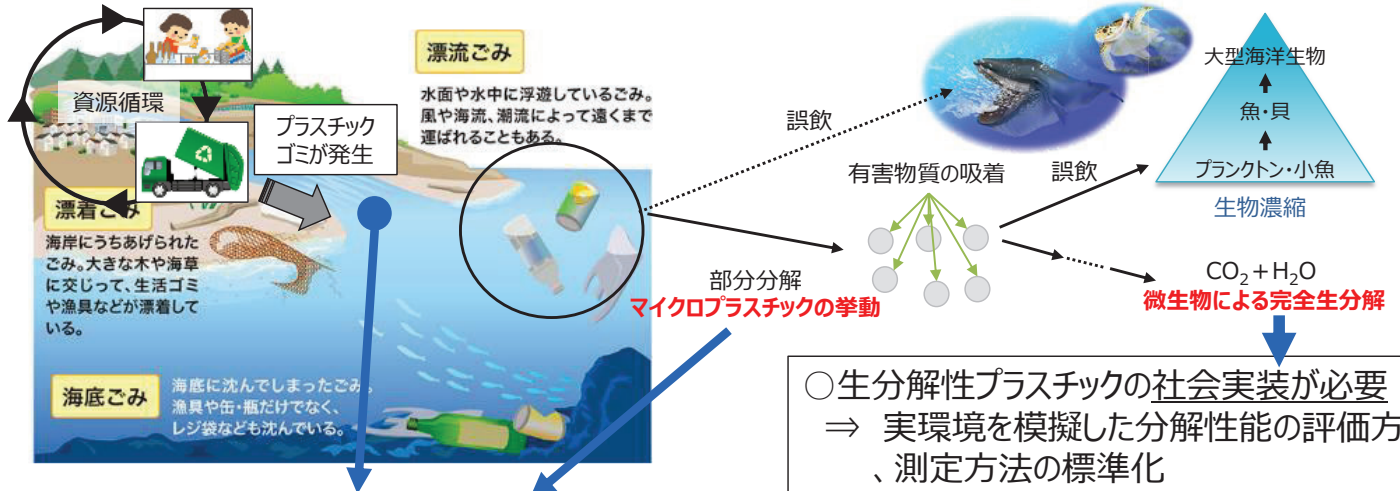 資源循環
プラスチック
ゴミが発生
漂流ごみ
水面や水中に浮遊しているごみ。
風や海流、潮流によって遠くまで
運ばれることもある。
漂着ごみ
海岸にうちあげられた
ごみ。大きな木や海草
に交じって、生活ゴミ
や漁具などが漂着して
いる。
海底ごみ
海底に沈んでしまったごみ。
漁具や缶・瓶だけでなく、
レジ袋なども沈んでいる。
誤飲
部分分解
マイクロプラスチックの挙動
有害物質の吸着
誤飲
大型海洋生物
魚・貝
プランクトン・小魚
生物濃縮
CO₂+H₂O
微生物による完全生分解
○生分解性プラスチックの社会実装が必要
⇒ 実環境を模擬した分解性能の評価方
、測定方法の標準化